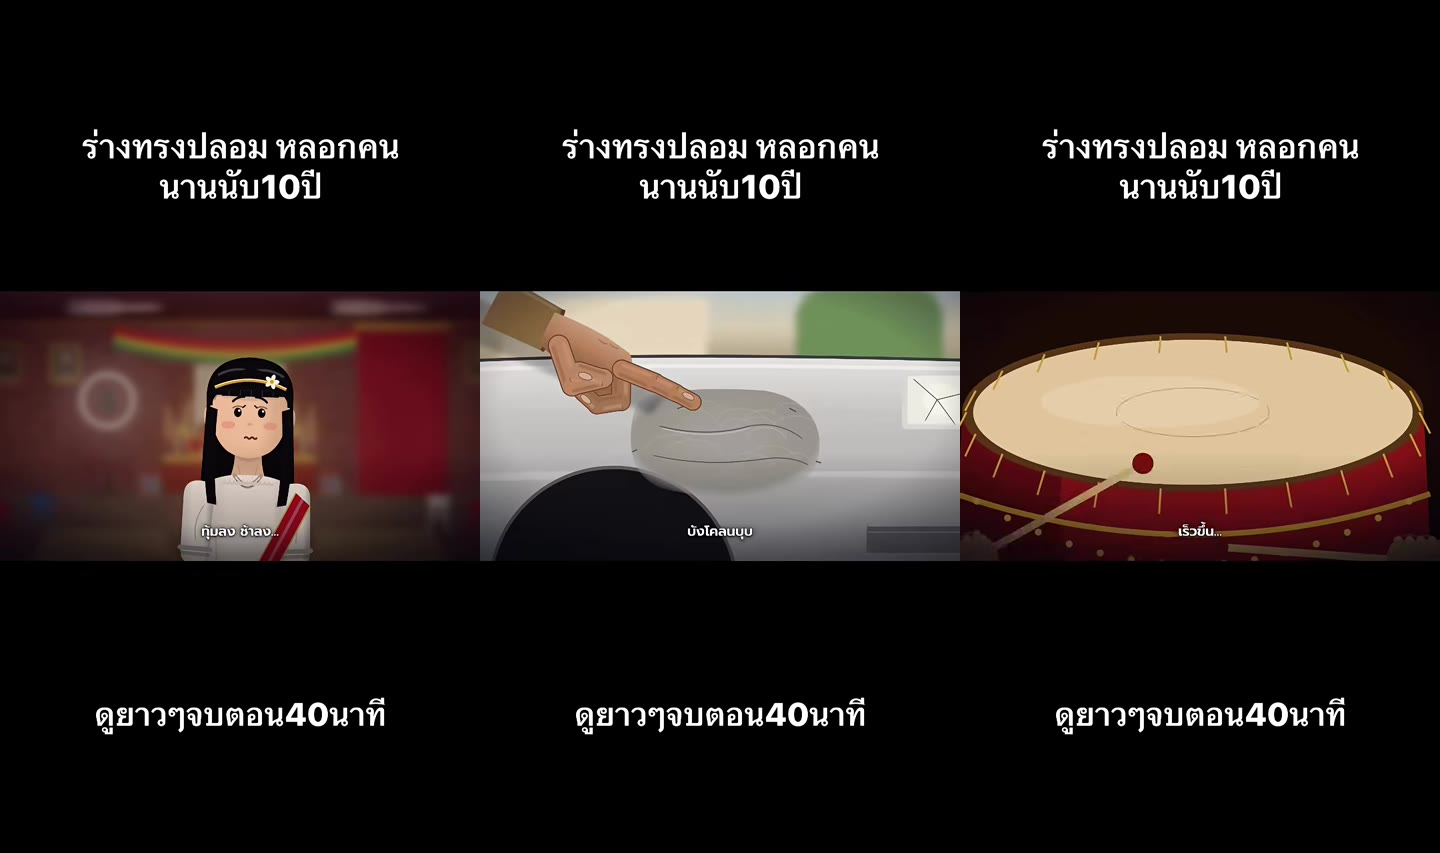 ร่างทรงปลอม หลอกคน
นานนับ10ปี
ทุ้มลง ช้าลง...
ดูยาวๆจบตอน40นาที
ร่างทรงปลอม หลอกคน
นานนับ10ปี
บังโคลนบุบ
ดูยาวๆจบตอน40นาที
ร่างทรงปลอม หลอกคน
นานนับ10ปี
เร็วขึ้น...
ดูยาวๆจบตอน40นาที